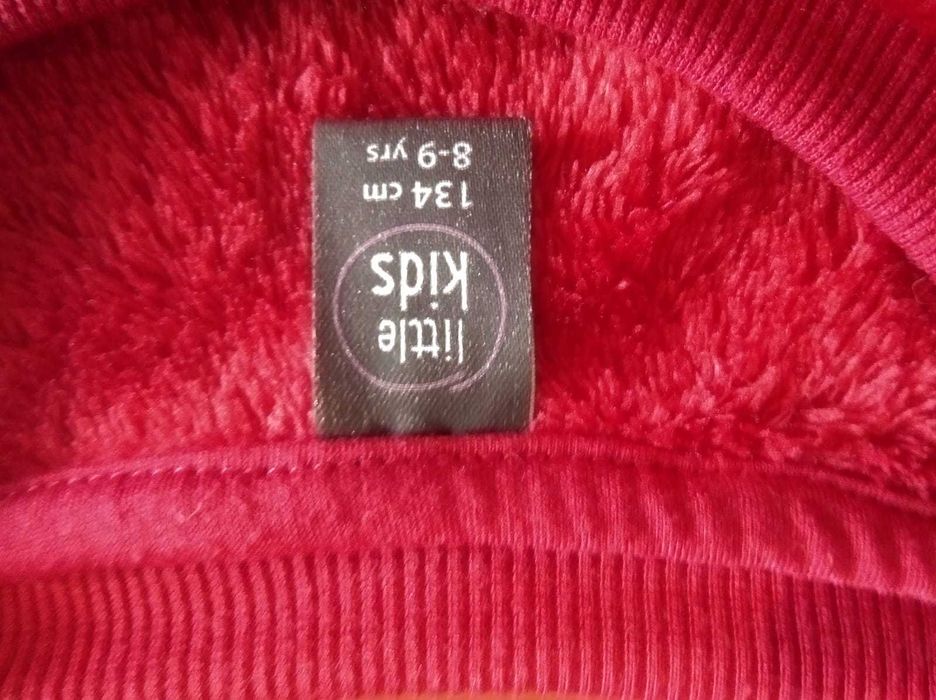 little
kids
134 cm
8-9 yrs